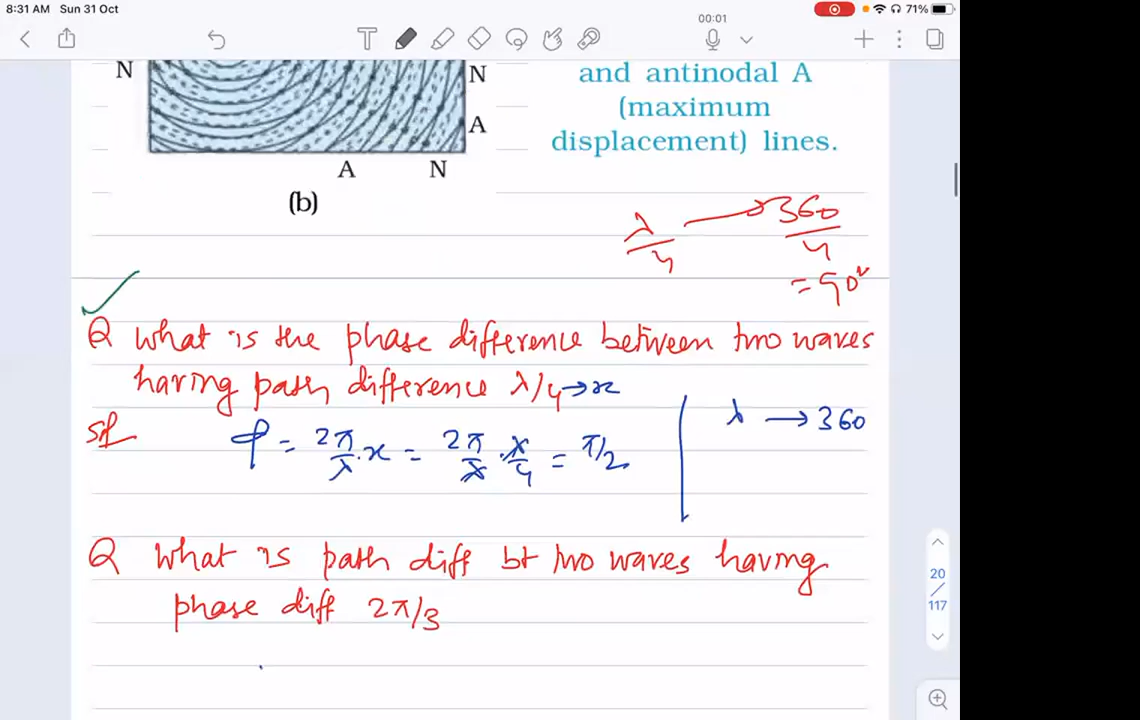 8:31 AM Sun 31 Oct
71%
00:01
N
N
A
A
N
(b)
and antinodal A
(maximum
displacement) lines.
λ/4 → 360/4
= 90°
Q What is the phase difference between two waves
having path difference λ/4 → x
Sol
φ = 2π/λ . x = 2π/λ . λ/4 = π/2
λ → 360
Q What is path diff bt two waves having
phase diff 2π/3
20
/
117